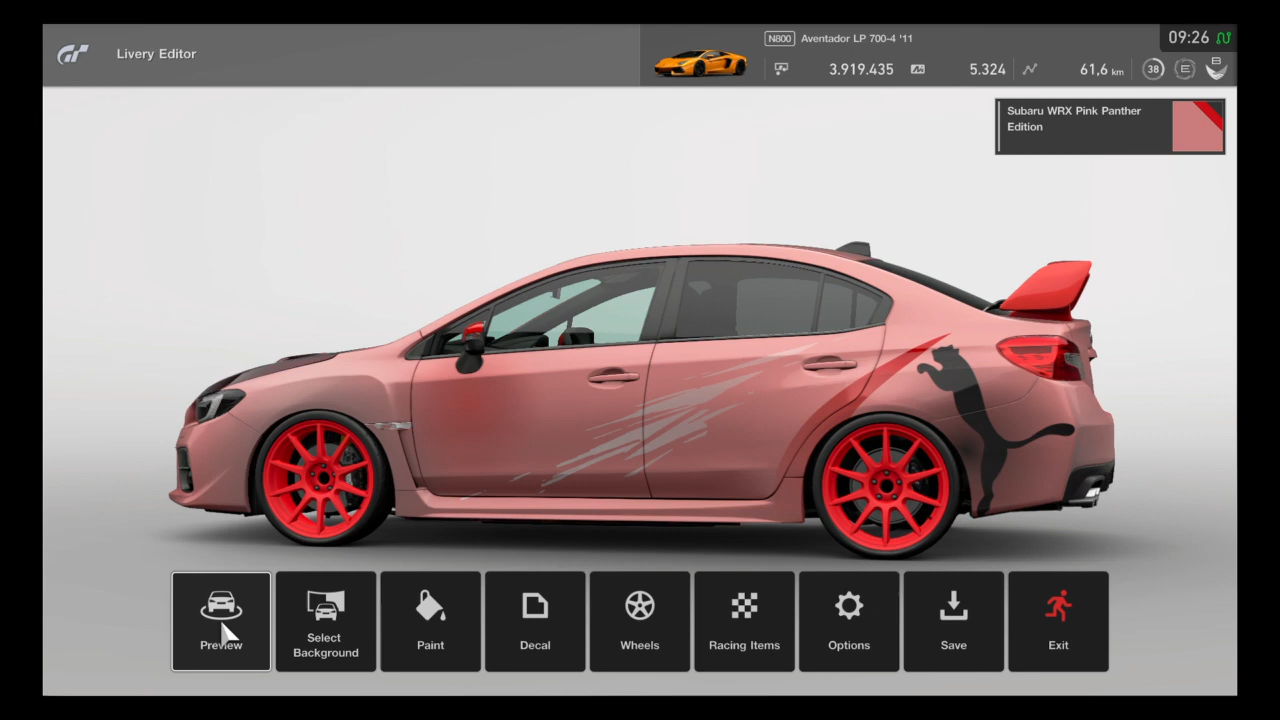 Livery Editor
N800 Aventador LP 700-4 '11
09:26
3.919.435
5.324
61,6 km
38
E
B
Subaru WRX Pink Panther
Edition
Preview
Select
Background
Paint
Decal
Wheels
Racing Items
Options
Save
Exit